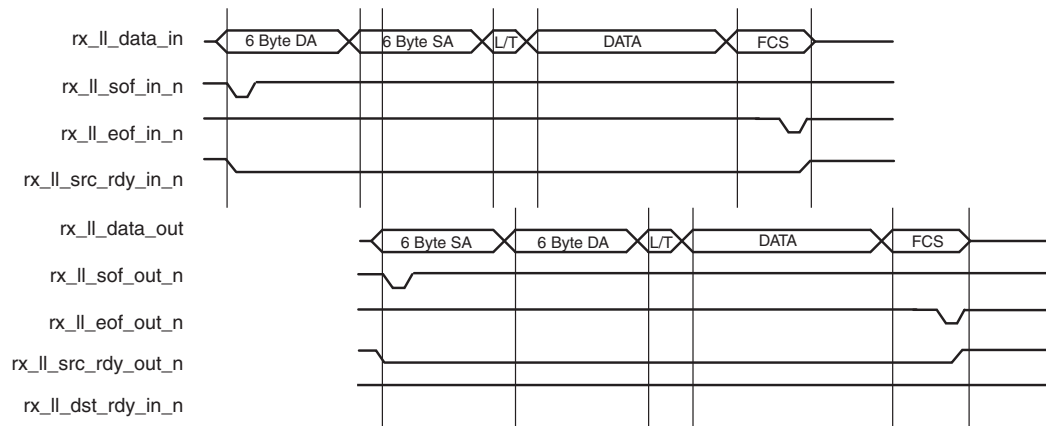 rx_ll_data_in
6 Byte DA
6 Byte SA
L/T
DATA
FCS
rx_ll_sof_in_n
rx_ll_eof_in_n
rx_ll_src_rdy_in_n
rx_ll_data_out
6 Byte SA
6 Byte DA
L/T
DATA
FCS
rx_ll_sof_out_n
rx_ll_eof_out_n
rx_ll_src_rdy_out_n
rx_ll_dst_rdy_in_n